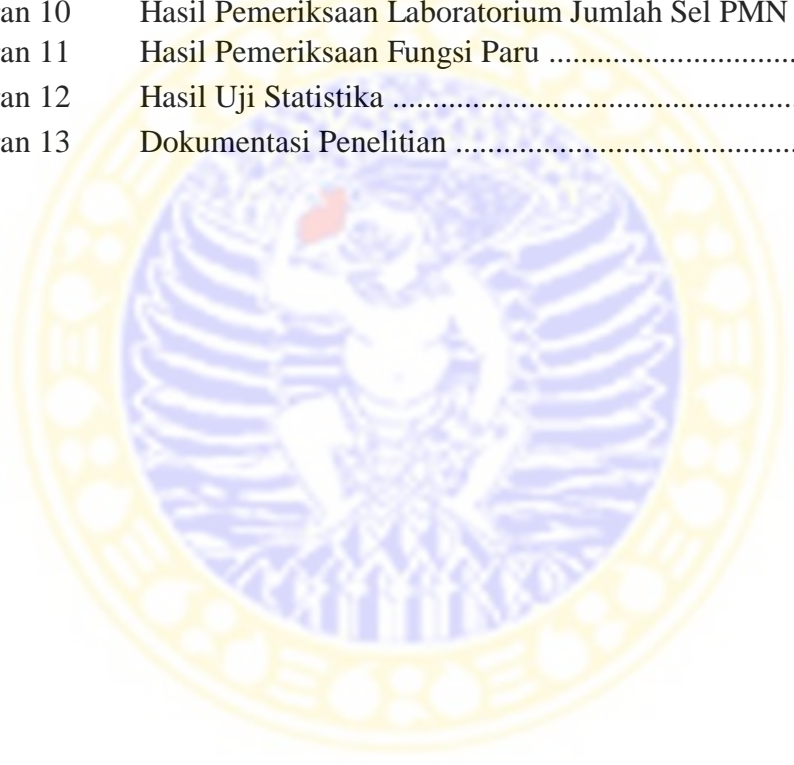 an 10 Hasil Pemeriksaan Laboratorium Jumlah Sel PMN
an 11 Hasil Pemeriksaan Fungsi Paru ...............................
an 12 Hasil Uji Statistika ..................................................
an 13 Dokumentasi Penelitian ..........................................